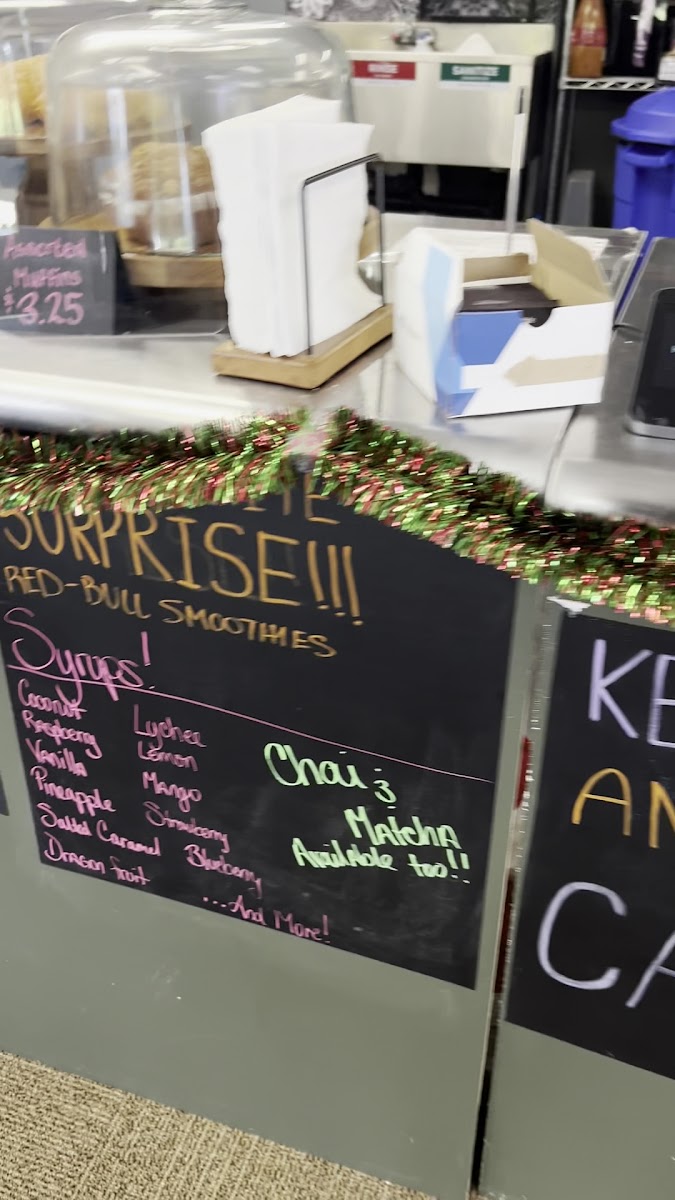 RINSE
SANITIZE
Assorted
Muffins
$3.25
SURPRISE!!!
RED-BULL SMOOTHIES
Syrups!
Coconut
Raspberry
Vanilla
Pineapple
Salted Caramel
Dragon fruit
Lychee
Lemon
Mango
Strawberry
Blueberry
...And More!
Chai &
Matcha
Available too!!
KE
AN
CA